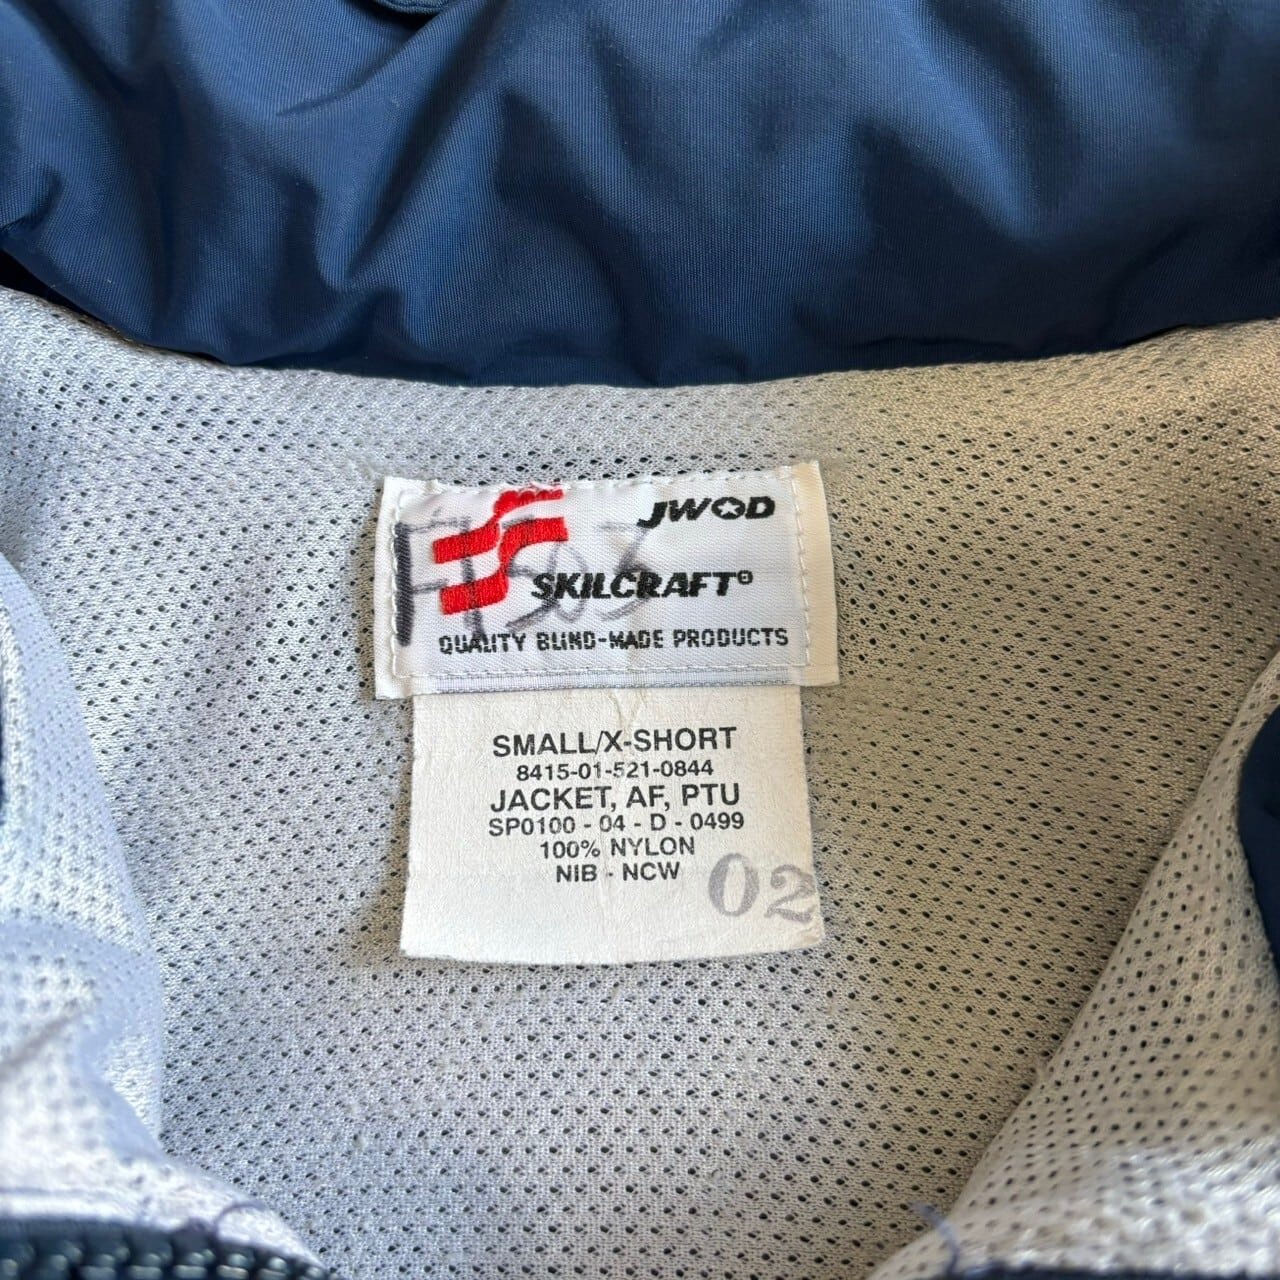 JWOD
SKILCRAFT®
QUALITY BLIND-MADE PRODUCTS
SMALL/X-SHORT
8415-01-521-0844
JACKET, AF, PTU
SP0100 - 04 - D - 0499
100% NYLON
NIB - NCW
02